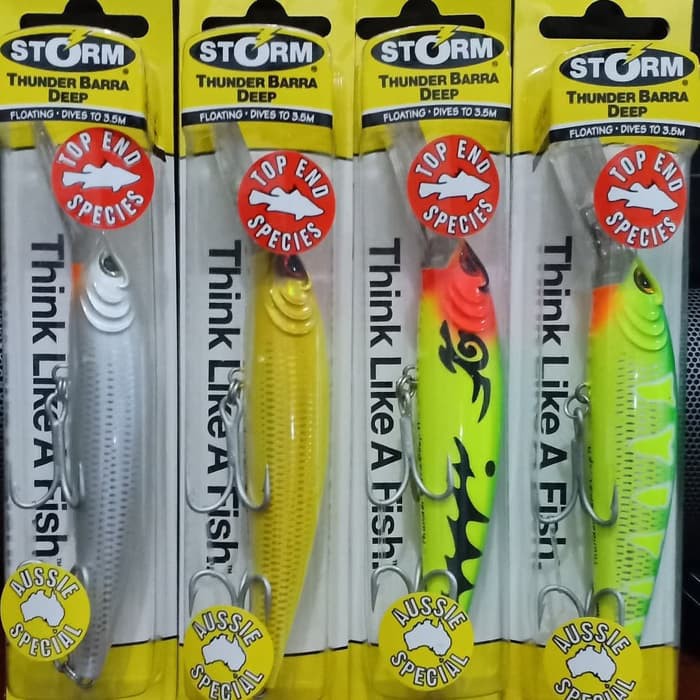 STORM
THUNDER BARRA
DEEP
FLOATING • DIVES TO 3.5M
TOP END
SPECIES
Think Like A Fish™
AUSSIE
SPECIAL
STORM
THUNDER BARRA
DEEP
FLOATING • DIVES TO 3.5M
TOP END
SPECIES
Think Like A Fish™
AUSSIE
SPECIAL
STORM
THUNDER BARRA
DEEP
FLOATING • DIVES TO 3.5M
TOP END
SPECIES
Think Like A Fish
AUSSIE
SPECIAL
STORM
THUNDER BARRA
DEEP
FLOATING • DIVES TO 3.5M
TOP END
SPECIES
Think Like A Fish
AUSSIE
SPECIAL